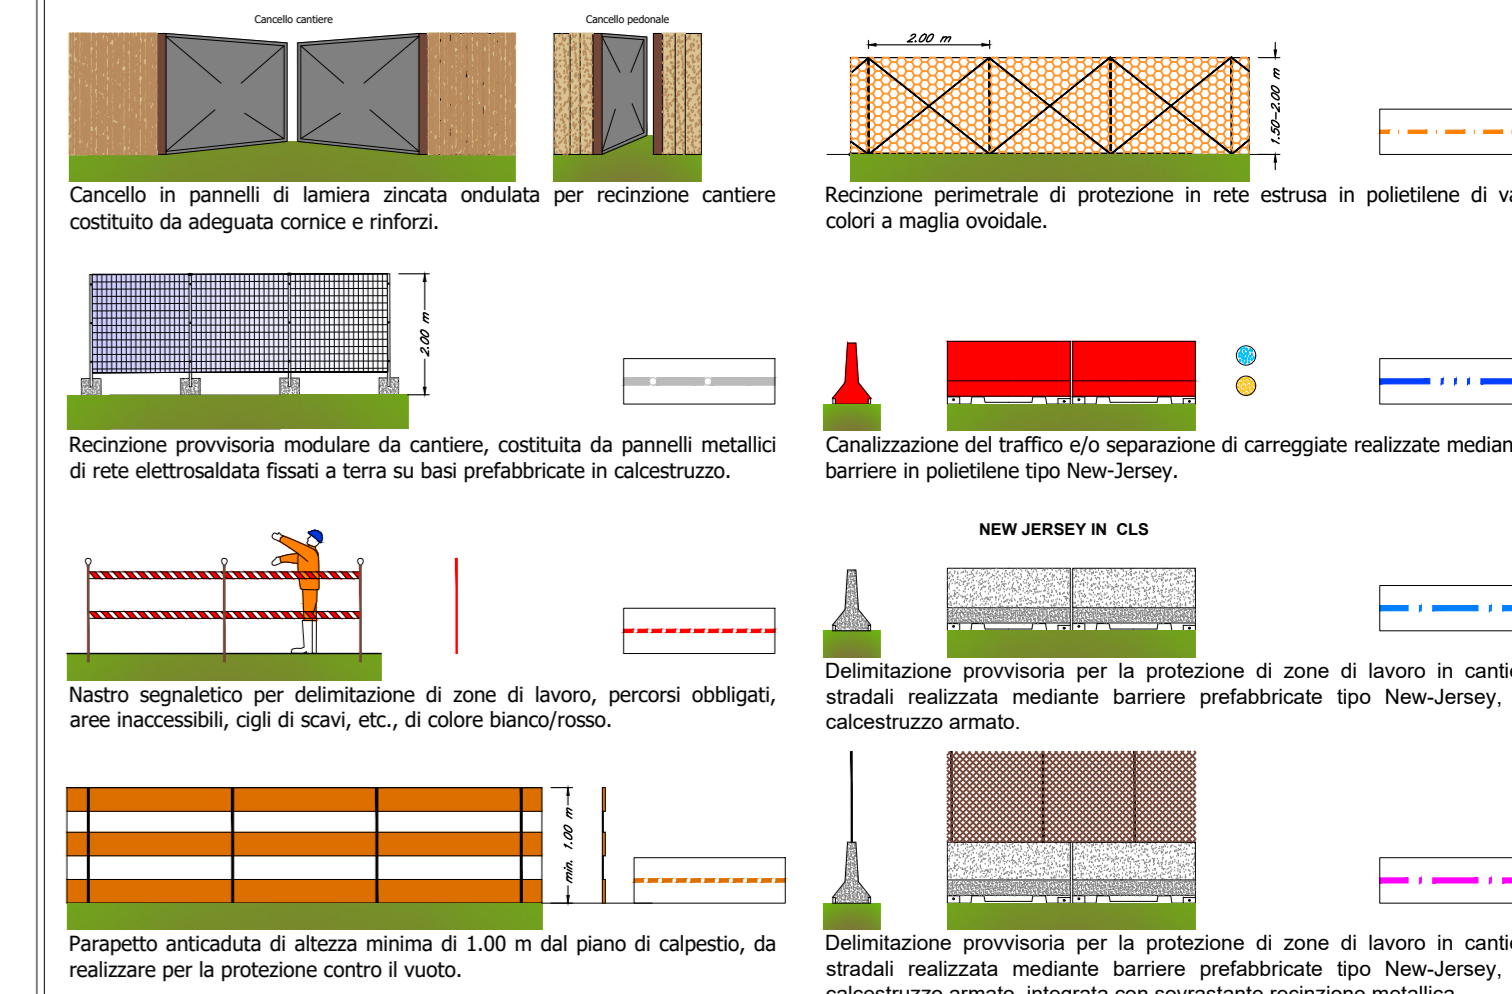 Cancello cantiere
Cancello pedonale
Cancello in pannelli di lamiera zincata ondulata per recinzione cantiere
costituito da adeguata cornice e rinforzi.
2.00 m
1.50-2.00 m
Recinzione perimetrale di protezione in rete estrusa in polietilene di
colori a maglia ovoidale.
2.00 m
Recinzione provvisoria modulare da cantiere, costituita da pannelli metallici
di rete elettrosaldata fissati a terra su basi prefabbricate in calcestruzzo.
Canalizzazione del traffico e/o separazione di carreggiate realizzate
barriere in polietilene tipo New-Jersey.
Nastro segnaletico per delimitazione di zone di lavoro, percorsi obbligati,
aree inaccessibili, cigli di scavi, etc., di colore bianco/rosso.
NEW JERSEY IN CLS
Delimitazione provvisoria per la protezione di zone di lavoro in
stradali realizzata mediante barriere prefabbricate tipo New-Jersey,
calcestruzzo armato.
min. 1.00 m
Parapetto anticaduta di altezza minima di 1.00 m dal piano di calpestio, da
realizzare per la protezione contro il vuoto.
Delimitazione provvisoria per la protezione di zone di lavoro in
stradali realizzata mediante barriere prefabbricate tipo New-Jersey,
calcestruzzo armato, integrata con sovrastante recinzione metallica